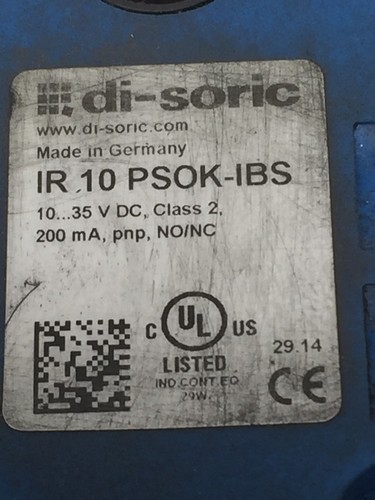 di-soric
www.di-soric.com
Made in Germany
IR 10 PSOK-IBS
10...35 V DC, Class 2,
200 mA, pnp, NO/NC
C UL US
LISTED
29.14
IND.CONT.EQ
29W
CE